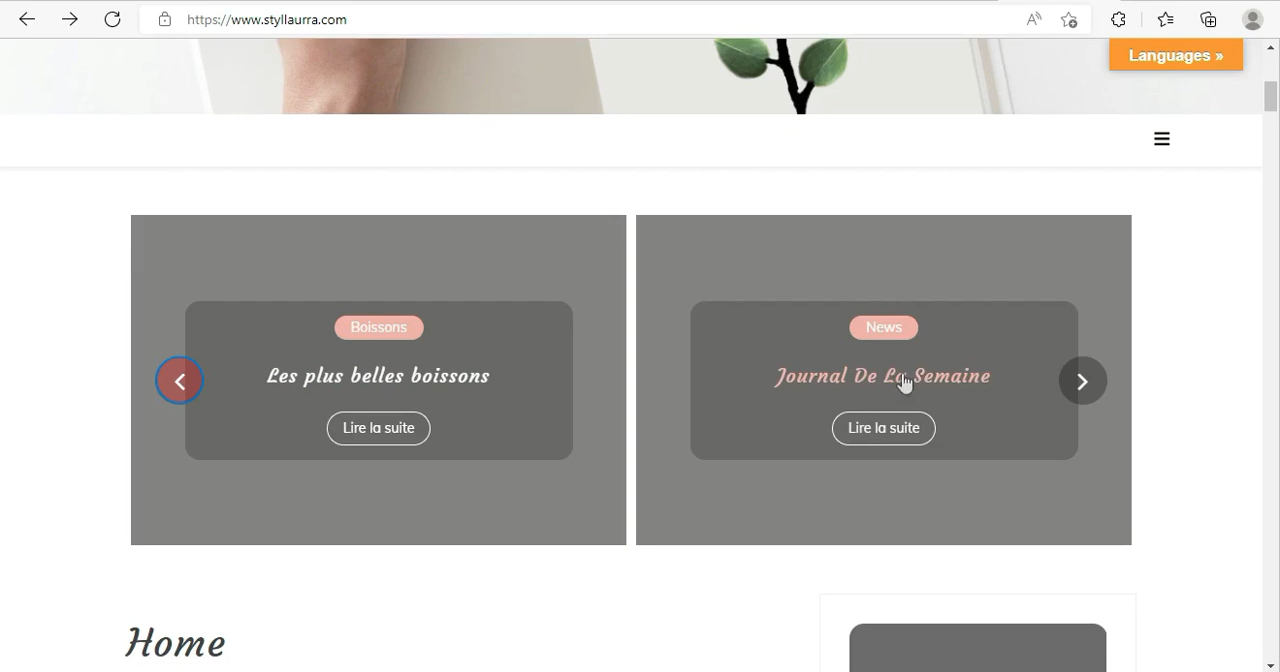 https://www.styllaurra.com
Languages »
Boissons
Les plus belles boissons
Lire la suite
News
Journal De La Semaine
Lire la suite
Home